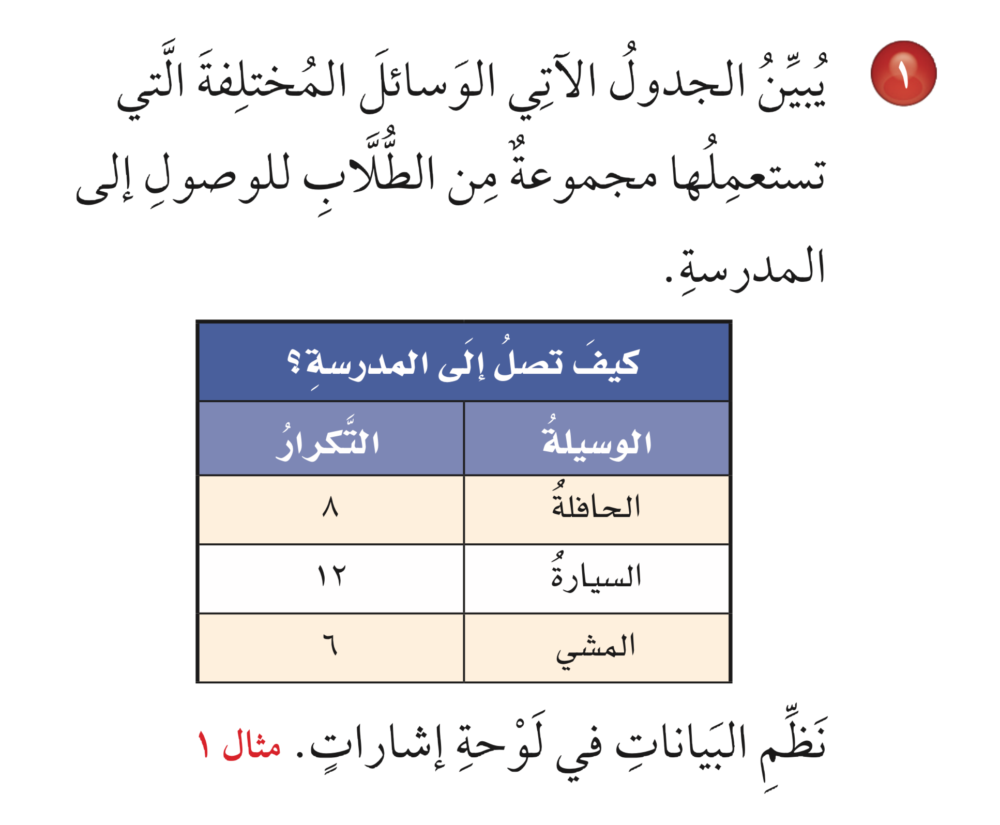 ١ يُبيِّنُ الجدولُ الآتِي الوَسائلَ المُختلِفةَ الَّتي
تستعمِلُها مجموعةٌ مِن الطُّلَّابِ للوصولِ إلى
المدرسةِ.
كيفَ تصلُ إلَى المدرسةِ؟
الوسيلةُ التَّكرارُ
الحافلةُ ٨
السيارةُ ١٢
المشي ٦
نَظِّمِ البَياناتِ في لَوْحةِ إشاراتٍ. مثال ١